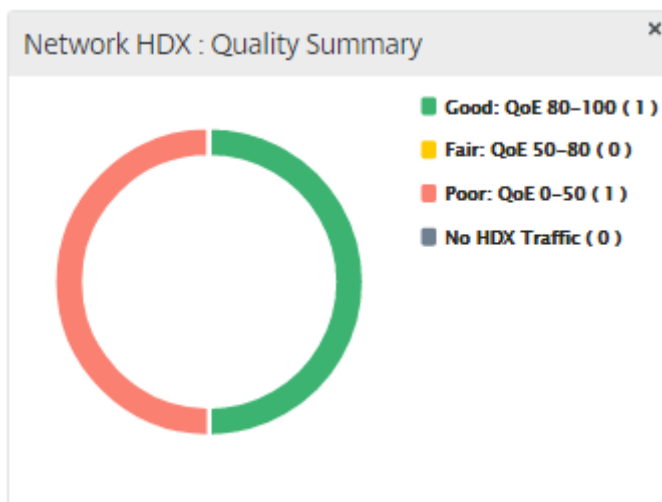 Network HDX : Quality Summary
×
Good: QoE 80–100 ( 1 )
Fair: QoE 50–80 ( 0 )
Poor: QoE 0–50 ( 1 )
No HDX Traffic ( 0 )